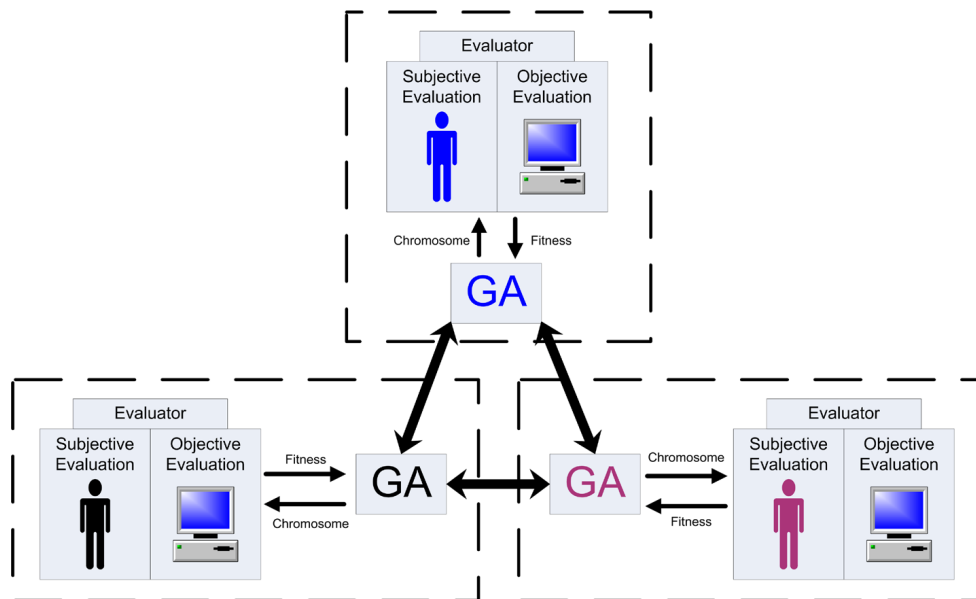 Evaluator
Subjective
Evaluation
Objective
Evaluation
Chromosome
Fitness
GA
Evaluator
Subjective
Evaluation
Objective
Evaluation
Fitness
Chromosome
GA
GA
Chromosome
Fitness
Evaluator
Subjective
Evaluation
Objective
Evaluation